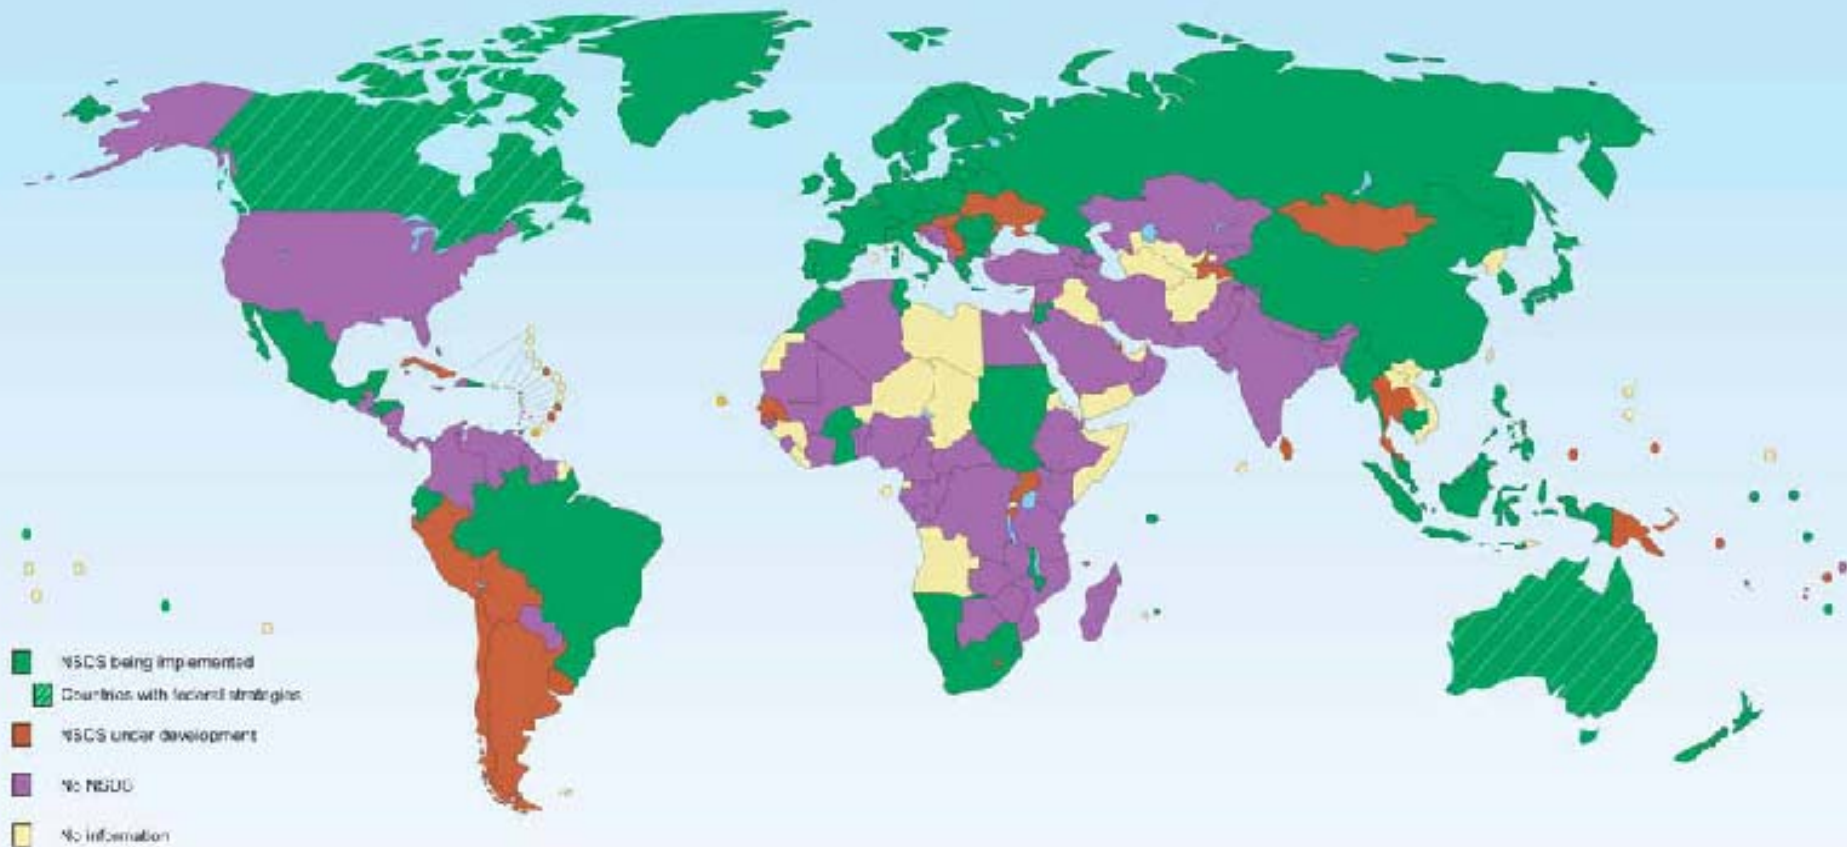 NSDS being implemented
Countries with federal strategies
NSDS under development
No NSDS
No information